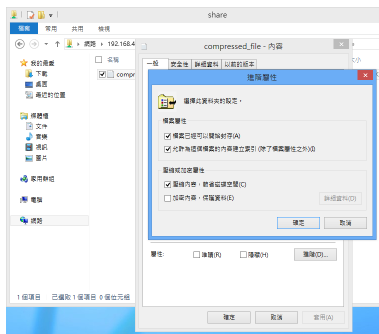 share
檔案 常用 共用 檢視
網路 ▸ 192.168.4
compressed_file - 內容
名稱
我的最愛
下載
桌面
最近的位置
compr
一般 安全性 詳細資料 以前的版本
進階屬性
選擇此資料夾的設定。
檔案屬性
檔案已經可以開始封存(A)
允許為這個檔案的內容建立索引 (除了檔案屬性之外)(I)
壓縮或加密屬性
壓縮內容，節省磁碟空間(C)
加密內容，保護資料(E)
詳細資料(D)
確定 取消
媒體櫃
文件
音樂
視訊
圖片
家用群組
電腦
網路
屬性: 唯讀(R) 隱藏(H) 進階(D)...
1 個項目 已選取 1 個項目 0 個位元組
確定 取消 套用(A)